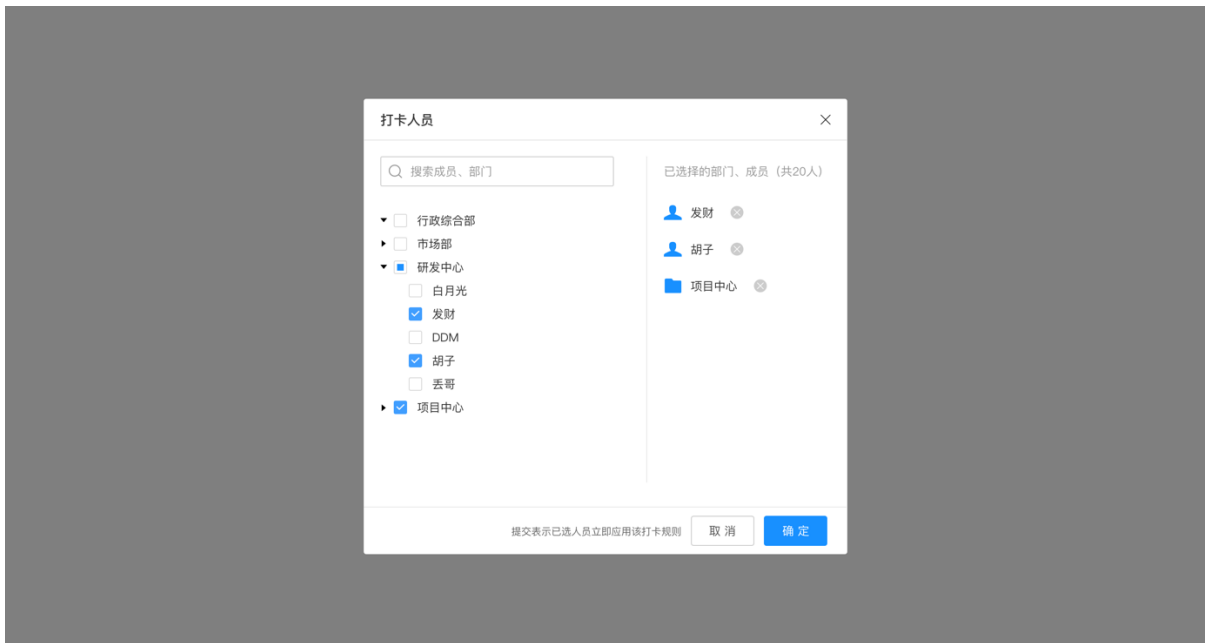 打卡人员
搜索成员、部门
行政综合部
市场部
研发中心
白月光
发财
DDM
胡子
丢哥
项目中心
已选择的部门、成员（共20人）
发财
胡子
项目中心
提交表示已选人员立即应用该打卡规则
取 消
确 定